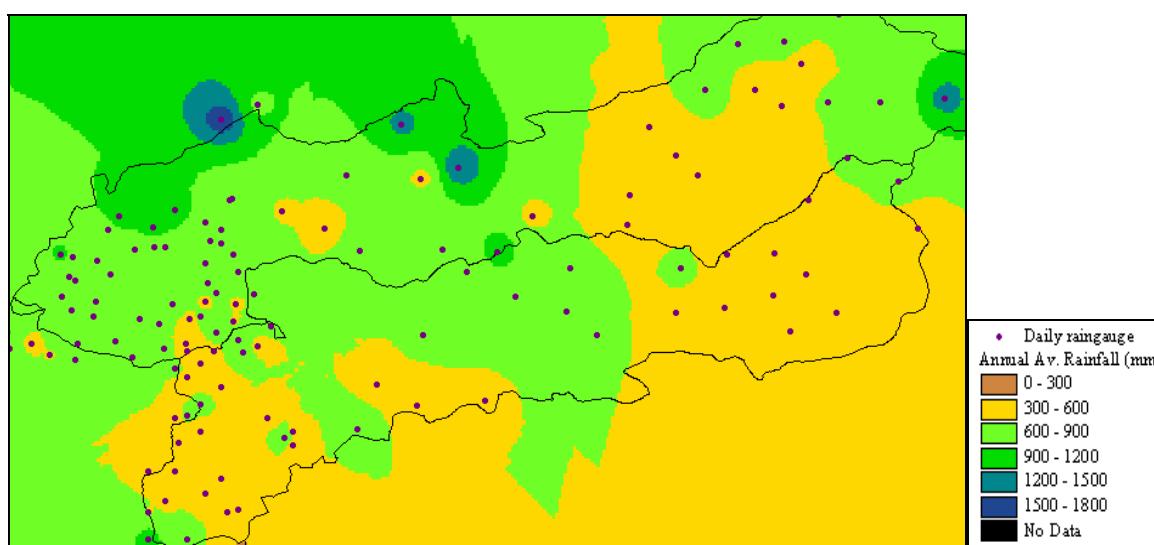 Daily raingauge
Annual Av. Rainfall (mm
0 - 300
300 - 600
600 - 900
900 - 1200
1200 - 1500
1500 - 1800
No Data